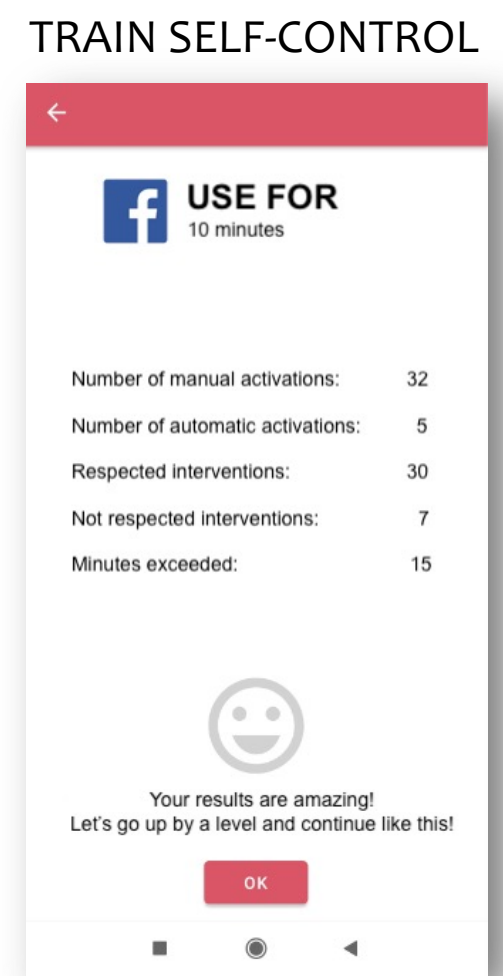 TRAIN SELF-CONTROL
USE FOR
10 minutes
Number of manual activations: 32
Number of automatic activations: 5
Respected interventions: 30
Not respected interventions: 7
Minutes exceeded: 15
Your results are amazing!
Let's go up by a level and continue like this!
OK